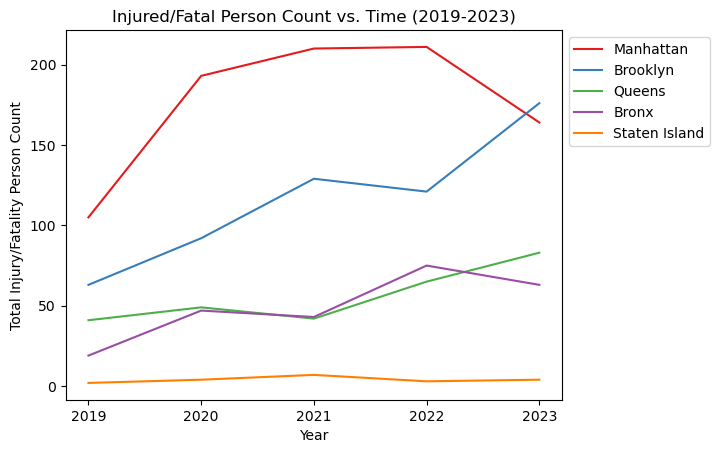 Injured/Fatal Person Count vs. Time (2019-2023)
Manhattan
Brooklyn
Queens
Bronx
Staten Island
Total Injury/Fatality Person Count
200
150
100
50
0
2019 2020 2021 2022 2023
Year